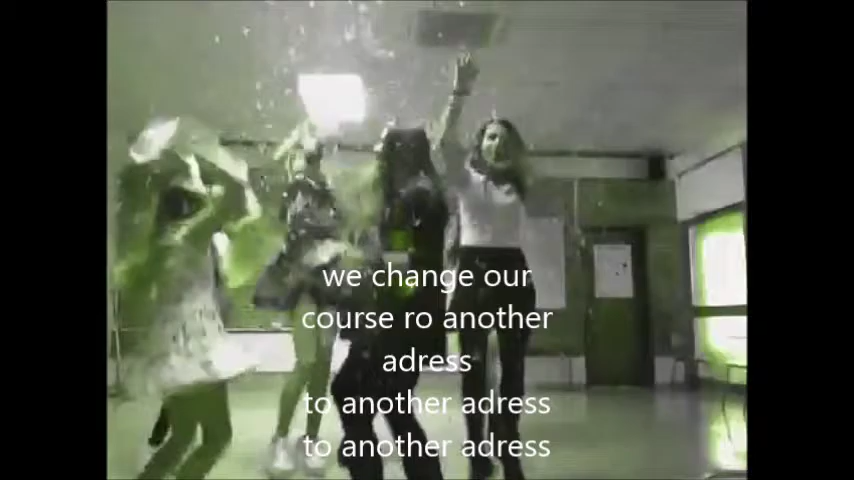 we change our
course ro another
adress
to another adress
to another adress